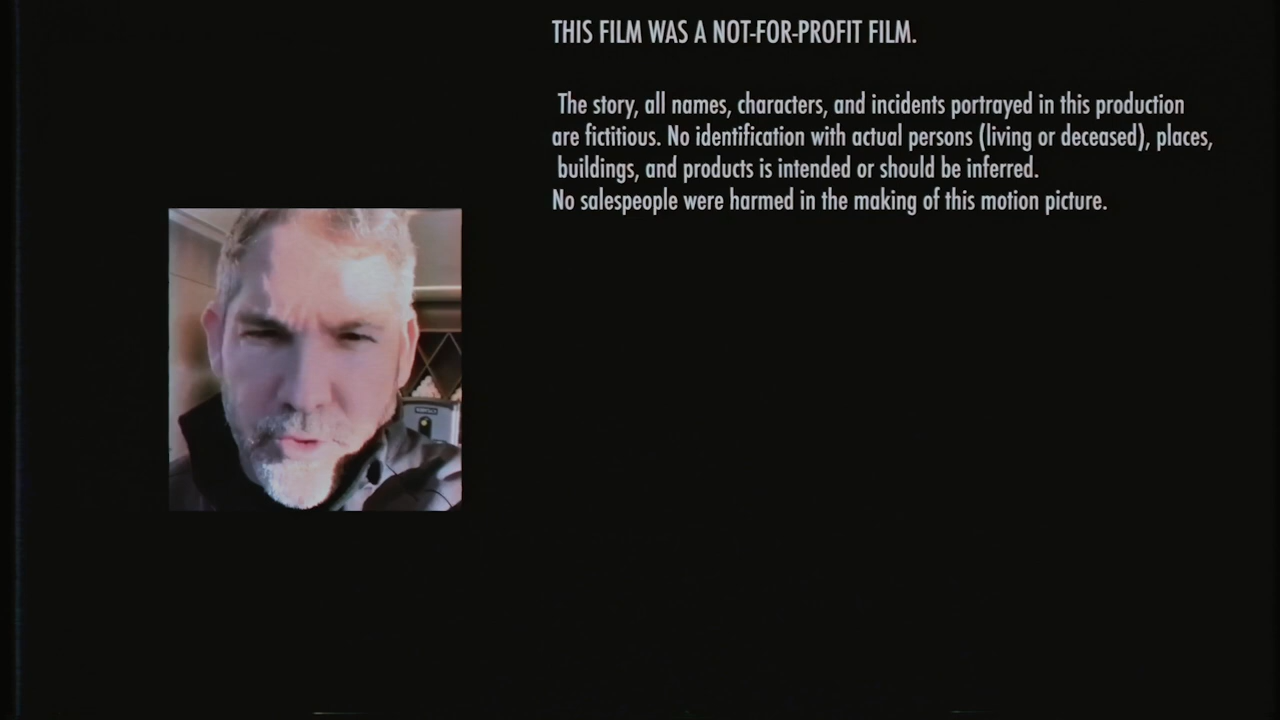 THIS FILM WAS A NOT-FOR-PROFIT FILM.
The story, all names, characters, and incidents portrayed in this production
are fictitious. No identification with actual persons (living or deceased), places,
buildings, and products is intended or should be inferred.
No salespeople were harmed in the making of this motion picture.